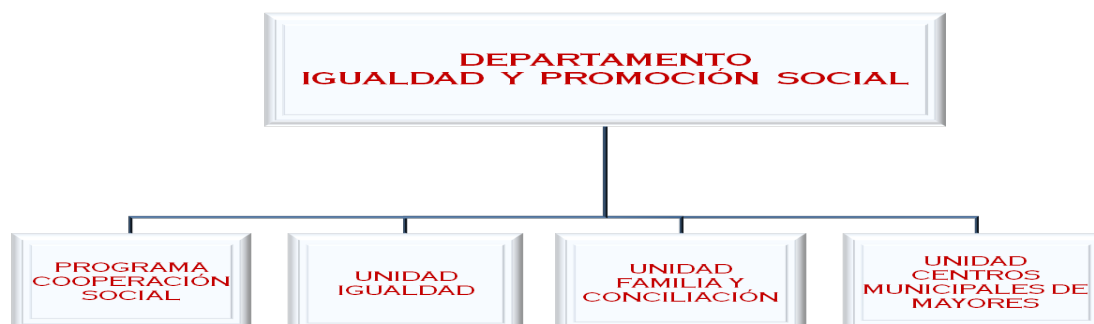 DEPARTAMENTO
IGUALDAD Y PROMOCIÓN SOCIAL
PROGRAMA
COOPERACIÓN
SOCIAL
UNIDAD
IGUALDAD
UNIDAD
FAMILIA Y
CONCILIACIÓN
UNIDAD
CENTROS
MUNICIPALES DE
MAYORES